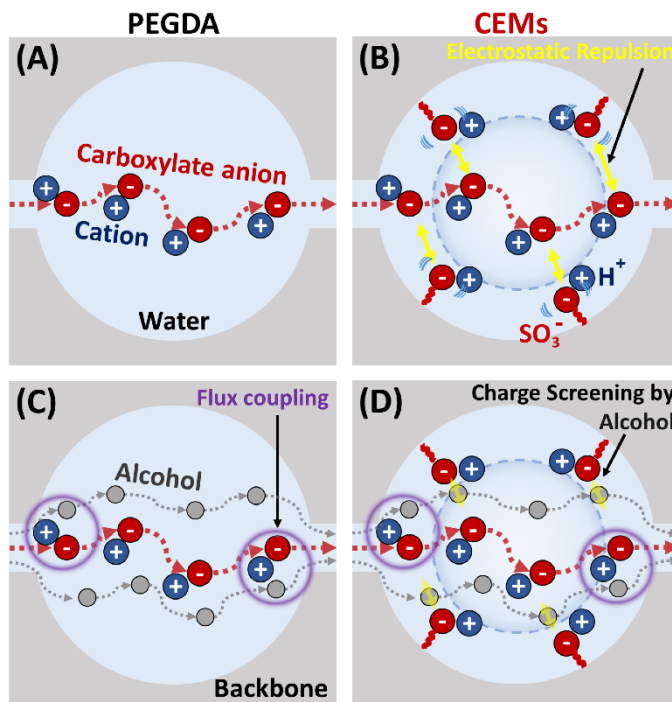 PEGDA
CEMs
(A)
Carboxylate anion
Cation
Water
+
-
+
-
+
-
+
-
(B)
Electrostatic Repulsion
-
+
+
-
+
-
+
-
+
-
+
-
-
+
+
-
H+
SO3-
(C)
Flux coupling
Alcohol
+
-
+
-
+
-
+
-
Backbone
(D)
Charge Screening by
Alcohol
-
+
+
-
+
-
+
-
+
-
+
-
-
+
+
-